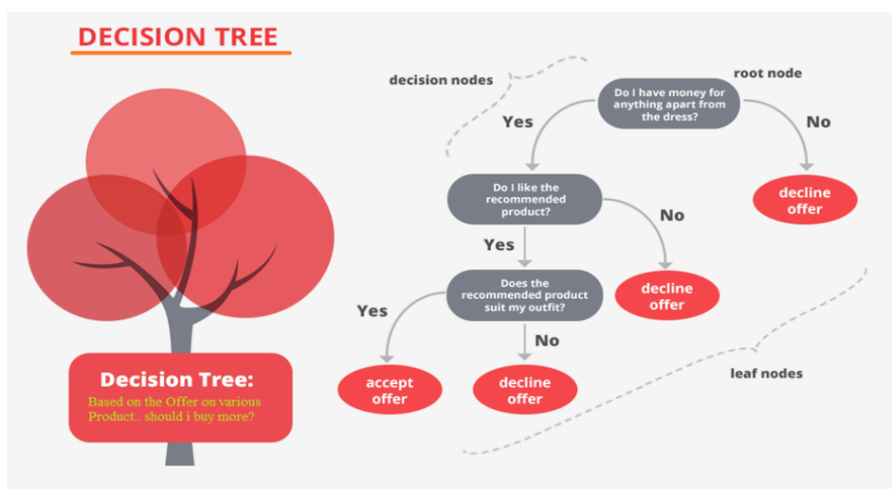 DECISION TREE
decision nodes
root node
Do I have money for
anything apart from
the dress?
Yes
No
Do I like the
recommended
product?
decline
offer
No
Yes
Does the
recommended product
suit my outfit?
decline
offer
Yes
No
accept
offer
decline
offer
leaf nodes
Decision Tree:
Based on the Offer on various
Product.. should i buy more?